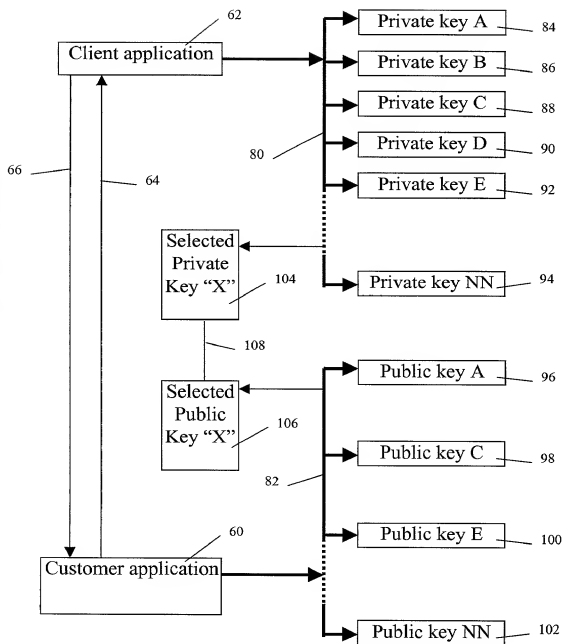 62
Private key A
84
Client application
Private key B
86
Private key C
88
80
Private key D
90
66
64
Private key E
92
Selected
Private
Key “X”
104
Private key NN
94
108
Public key A
96
Selected
Public
Key “X”
106
Public key C
98
82
60
Public key E
100
Customer application
Public key NN
102